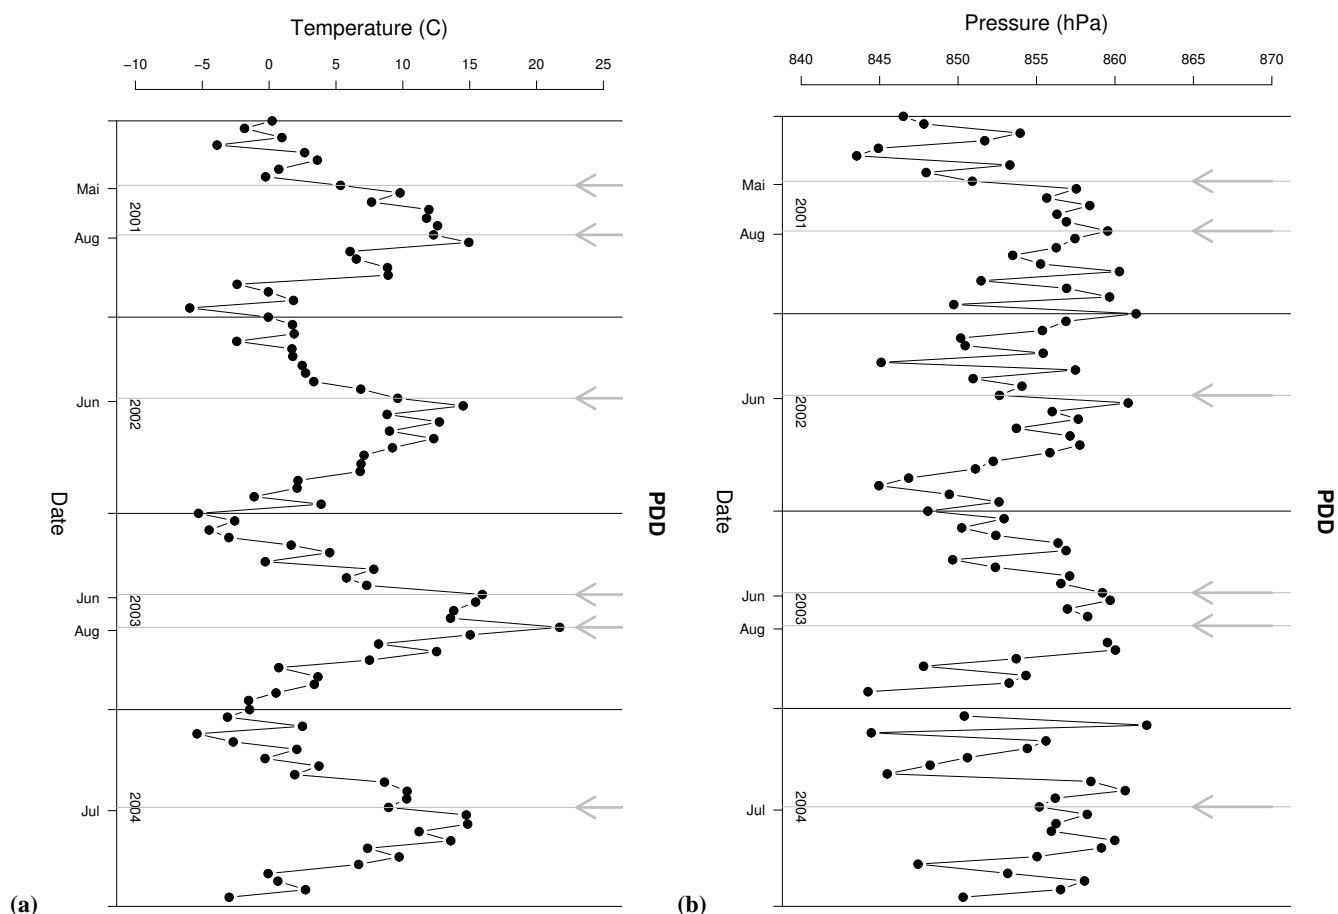 Temperature (C)
−10 −5 0 5 10 15 20 25
Mai
2001
Aug
Jun
2002
Date
PDD
Jun
2003
Aug
Jul
2004
(a)
Pressure (hPa)
840 845 850 855 860 865 870
Mai
2001
Aug
Jun
2002
Date
PDD
Jun
2003
Aug
Jul
2004
(b)